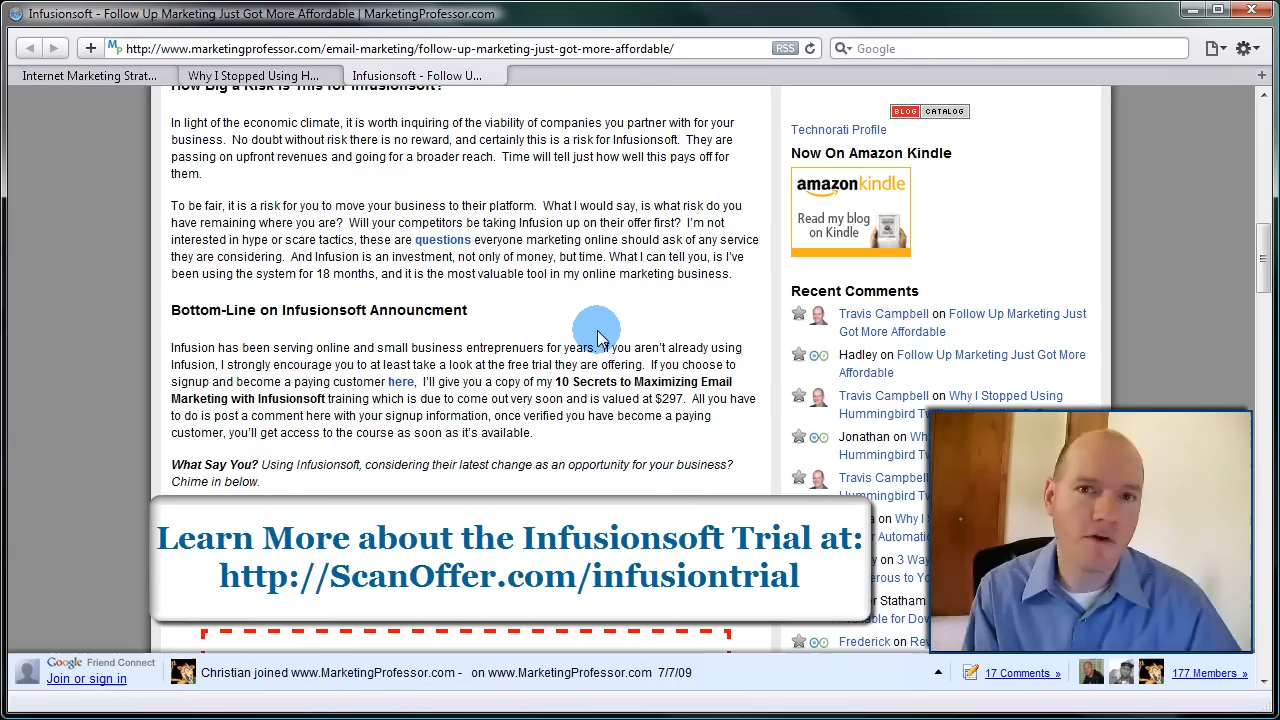 Infusionsoft - Follow Up Marketing Just Got More Affordable | MarketingProfessor.com
http://www.marketingprofessor.com/email-marketing/follow-up-marketing-just-got-more-affordable/
RSS
Google
Internet Marketing Strat...
Why I Stopped Using H...
Infusionsoft - Follow U...
How Big a Risk is This for Infusionsoft?
In light of the economic climate, it is worth inquiring of the viability of companies you partner with for your
business. No doubt without risk there is no reward, and certainly this is a risk for Infusionsoft. They are
passing on upfront revenues and going for a broader reach. Time will tell just how well this pays off for
them.
To be fair, it is a risk for you to move your business to their platform. What I would say, is what risk do you
have remaining where you are? Will your competitors be taking Infusion up on their offer first? I'm not
interested in hype or scare tactics, these are questions everyone marketing online should ask of any service
they are considering. And Infusion is an investment, not only of money, but time. What I can tell you, is I've
been using the system for 18 months, and it is the most valuable tool in my online marketing business.
Bottom-Line on Infusionsoft Announcment
Infusion has been serving online and small business entreprenuers for years. If you aren't already using
Infusion, I strongly encourage you to at least take a look at the free trial they are offering. If you choose to
signup and become a paying customer here, I'll give you a copy of my 10 Secrets to Maximizing Email
Marketing with Infusionsoft training which is due to come out very soon and is valued at $297. All you have
to do is post a comment here with your signup information, once verified you have become a paying
customer, you'll get access to the course as soon as it's available.
What Say You? Using Infusionsoft, considering their latest change as an opportunity for your business?
Chime in below.
Learn More about the Infusionsoft Trial at:
http://ScanOffer.com/infusiontrial
BLOG CATALOG
Technorati Profile
Now On Amazon Kindle
amazonkindle
Read my blog
on Kindle
Recent Comments
Travis Campbell on Follow Up Marketing Just
Got More Affordable
Hadley on Follow Up Marketing Just Got More
Affordable
Travis Campbell on Why I Stopped Using
Hummingbird
Jonathan on
Hummingbird
Travis Campbell
Hummingbird
Why I
Automatic
3 Way
Statham
Frederick on
Google Friend Connect
Join or sign in
Christian joined www.MarketingProfessor.com - on www.MarketingProfessor.com 7/7/09
17 Comments »
177 Members »